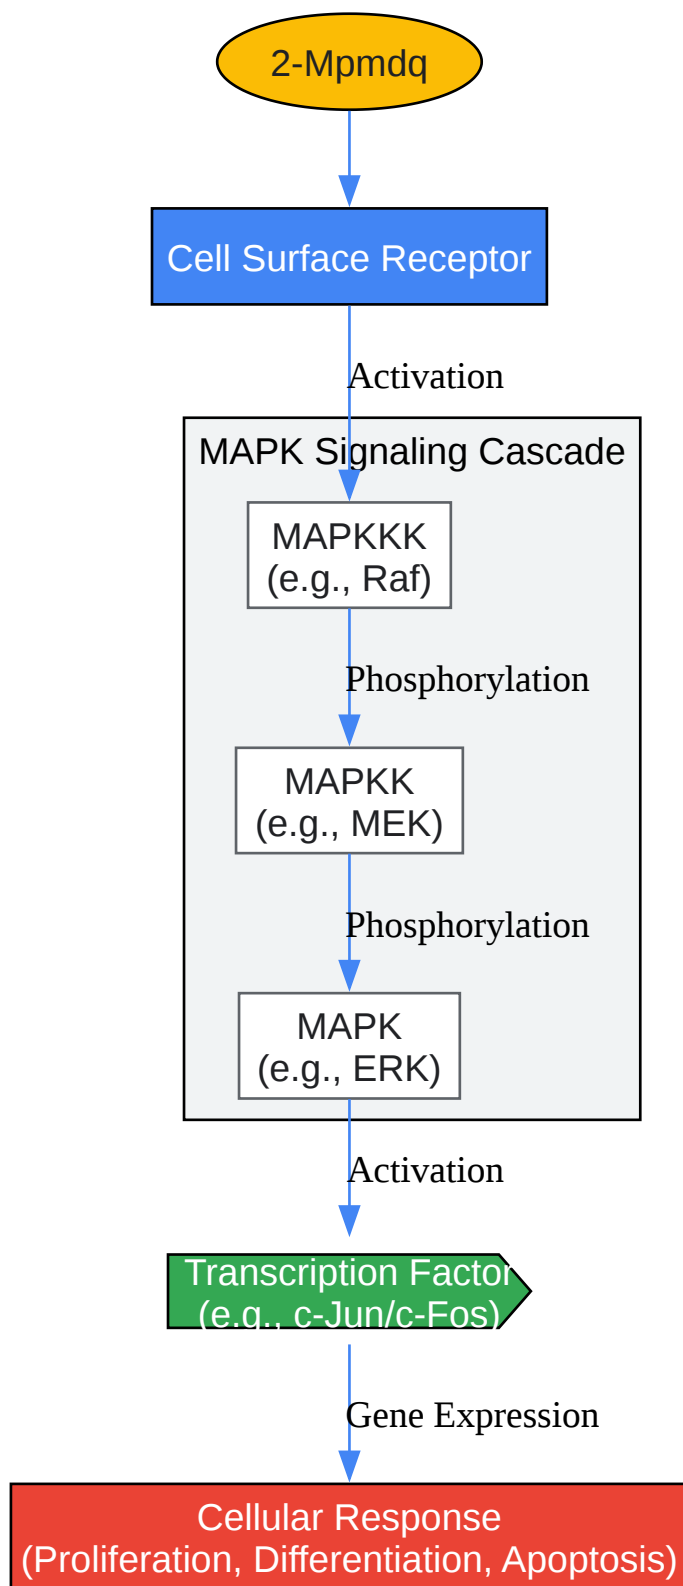 2-Mpmdq
Cell Surface Receptor
Activation
MAPK Signaling Cascade
MAPKKK
(e.g., Raf)
Phosphorylation
MAPKK
(e.g., MEK)
Phosphorylation
MAPK
(e.g., ERK)
Activation
Transcription Factor
(e.g., c-Jun/c-Fos)
Gene Expression
Cellular Response
(Proliferation, Differentiation, Apoptosis)